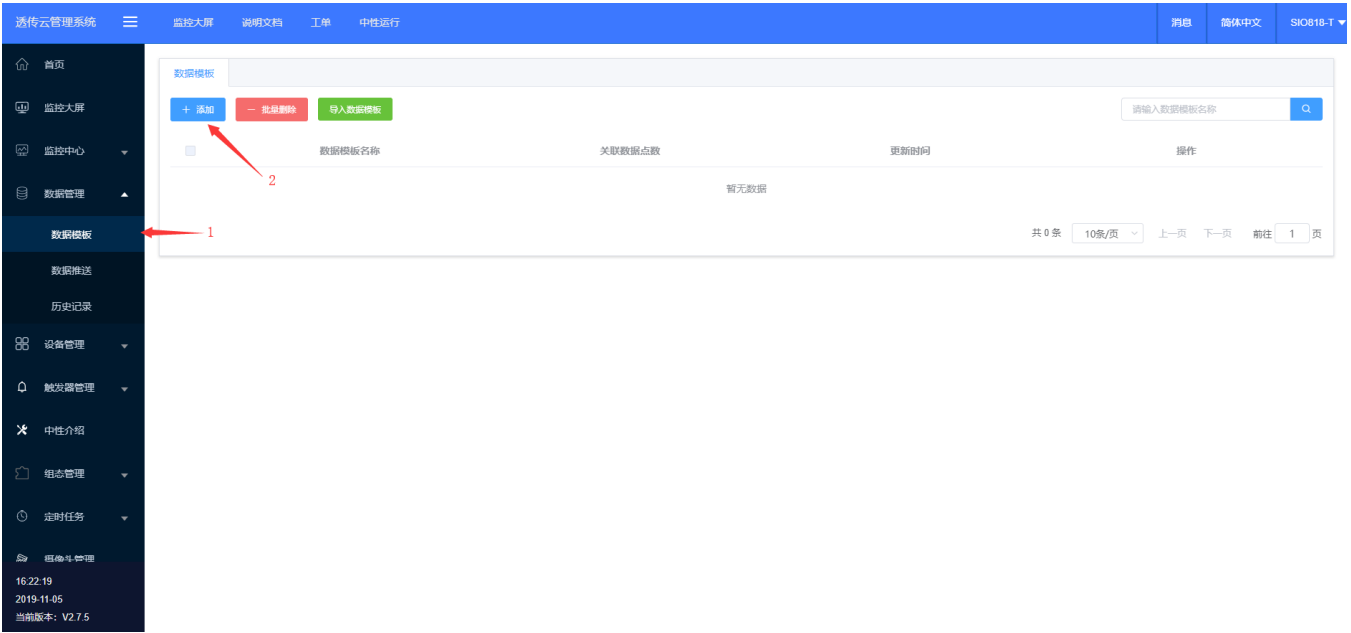 透传云管理系统 监控大屏 说明文档 工单 中性运行 消息 简体中文 SIO818-T
首页
监控大屏
监控中心
数据管理
数据模板
数据推送
历史记录
设备管理
触发器管理
中性介绍
组态管理
定时任务
摄像头管理
16:22:19
2019-11-05
当前版本：V2.7.5
数据模板
+ 添加 — 批量删除 导入数据模板 请输入数据模板名称
数据模板名称 关联数据点数 更新时间 操作
2
暂无数据
1
共 0 条 10条/页 上一页 下一页 前往 1 页